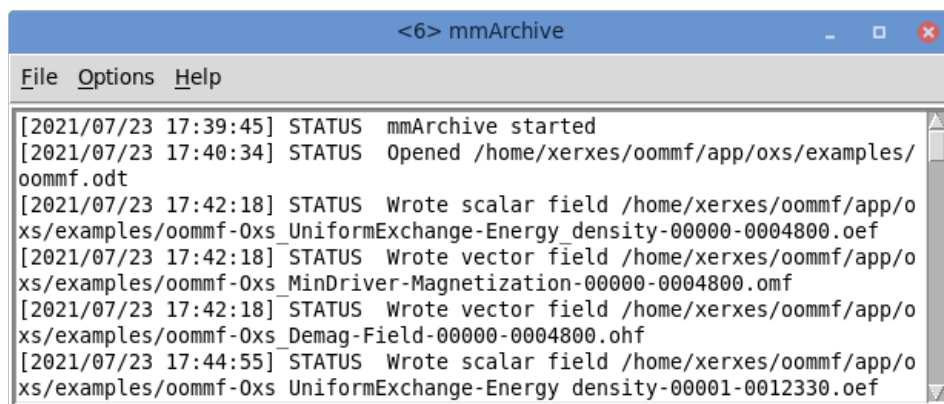 <6> mmArchive
File Options Help
[2021/07/23 17:39:45] STATUS  mmArchive started
[2021/07/23 17:40:34] STATUS  Opened /home/xerxes/oommf/app/oxs/examples/
oommf.odt
[2021/07/23 17:42:18] STATUS  Wrote scalar field /home/xerxes/oommf/app/o
xs/examples/oommf-Oxs_UniformExchange-Energy_density-00000-0004800.oef
[2021/07/23 17:42:18] STATUS  Wrote vector field /home/xerxes/oommf/app/o
xs/examples/oommf-Oxs_MinDriver-Magnetization-00000-0004800.omf
[2021/07/23 17:42:18] STATUS  Wrote vector field /home/xerxes/oommf/app/o
xs/examples/oommf-Oxs_Demag-Field-00000-0004800.ohf
[2021/07/23 17:44:55] STATUS  Wrote scalar field /home/xerxes/oommf/app/o
xs/examples/oommf-Oxs_UniformExchange-Energy_density-00001-0012330.oef